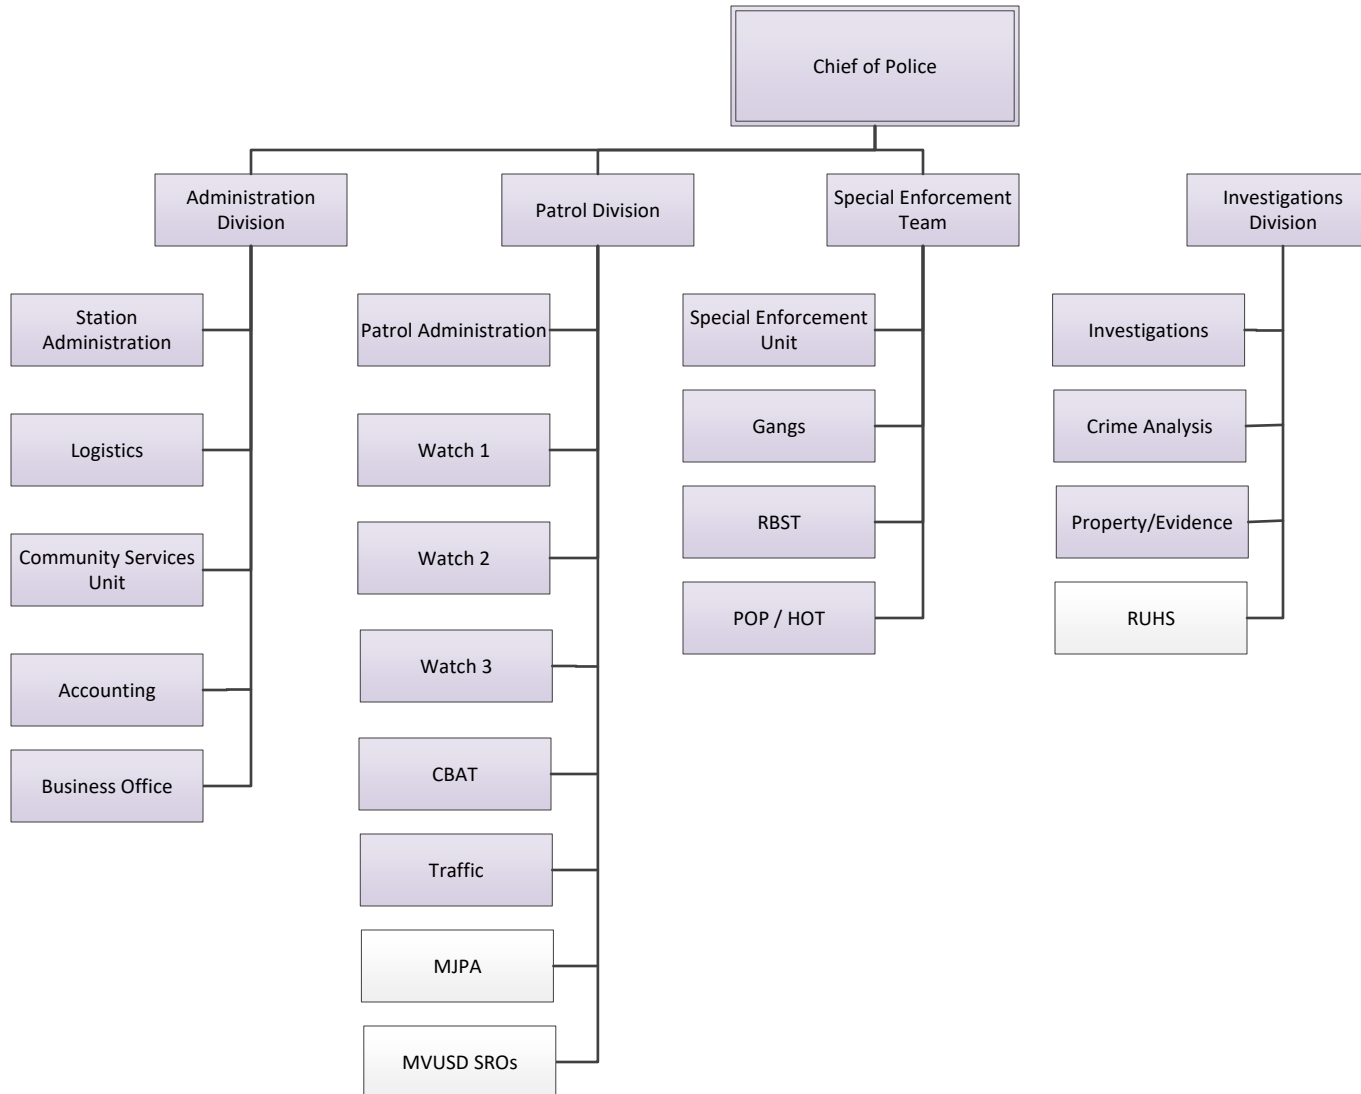 Chief of Police
Administration
Division
Patrol Division
Special Enforcement
Team
Investigations
Division
Station
Administration
Logistics
Community Services
Unit
Accounting
Business Office
Patrol Administration
Watch 1
Watch 2
Watch 3
CBAT
Traffic
MJPA
MVUSD SROs
Special Enforcement
Unit
Gangs
RBST
POP / HOT
Investigations
Crime Analysis
Property/Evidence
RUHS